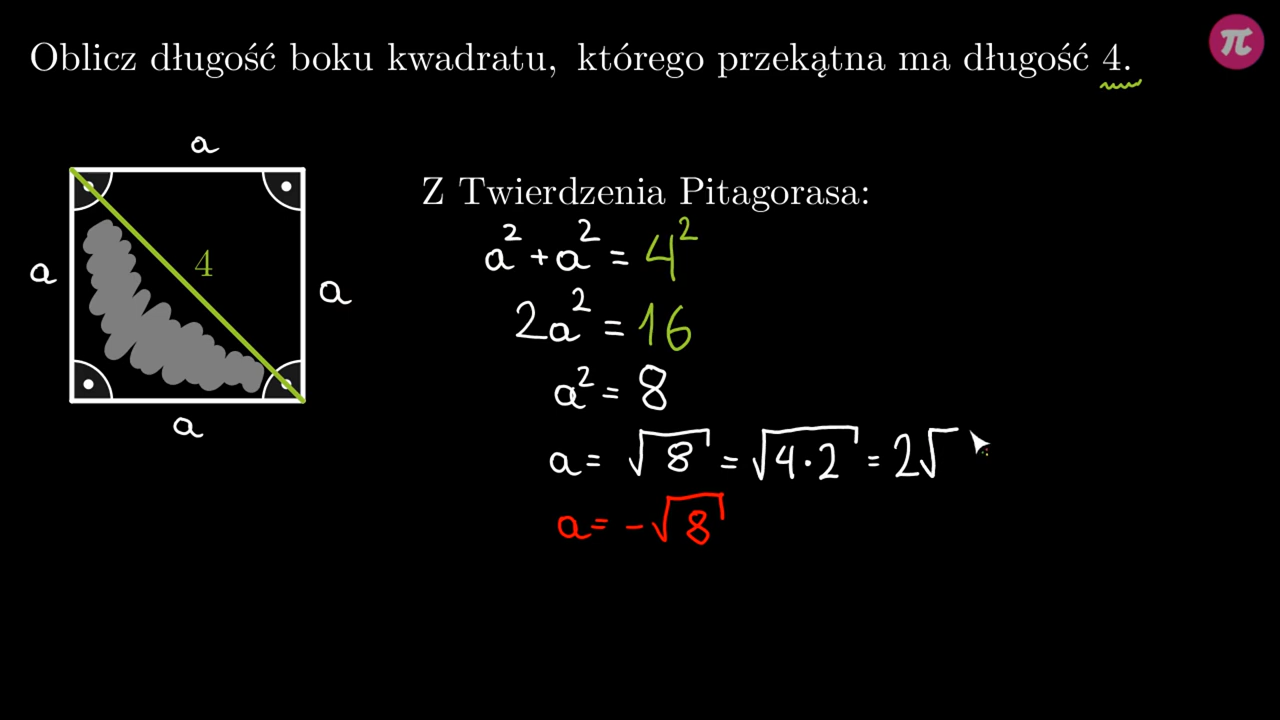 Oblicz długość boku kwadratu, którego przekątna ma długość 4.
π
a
a
4
a
a
Z Twierdzenia Pitagorasa:
a² + a² = 4²
2a² = 16
a² = 8
a = √8 = √4·2 = 2√
a = -√8